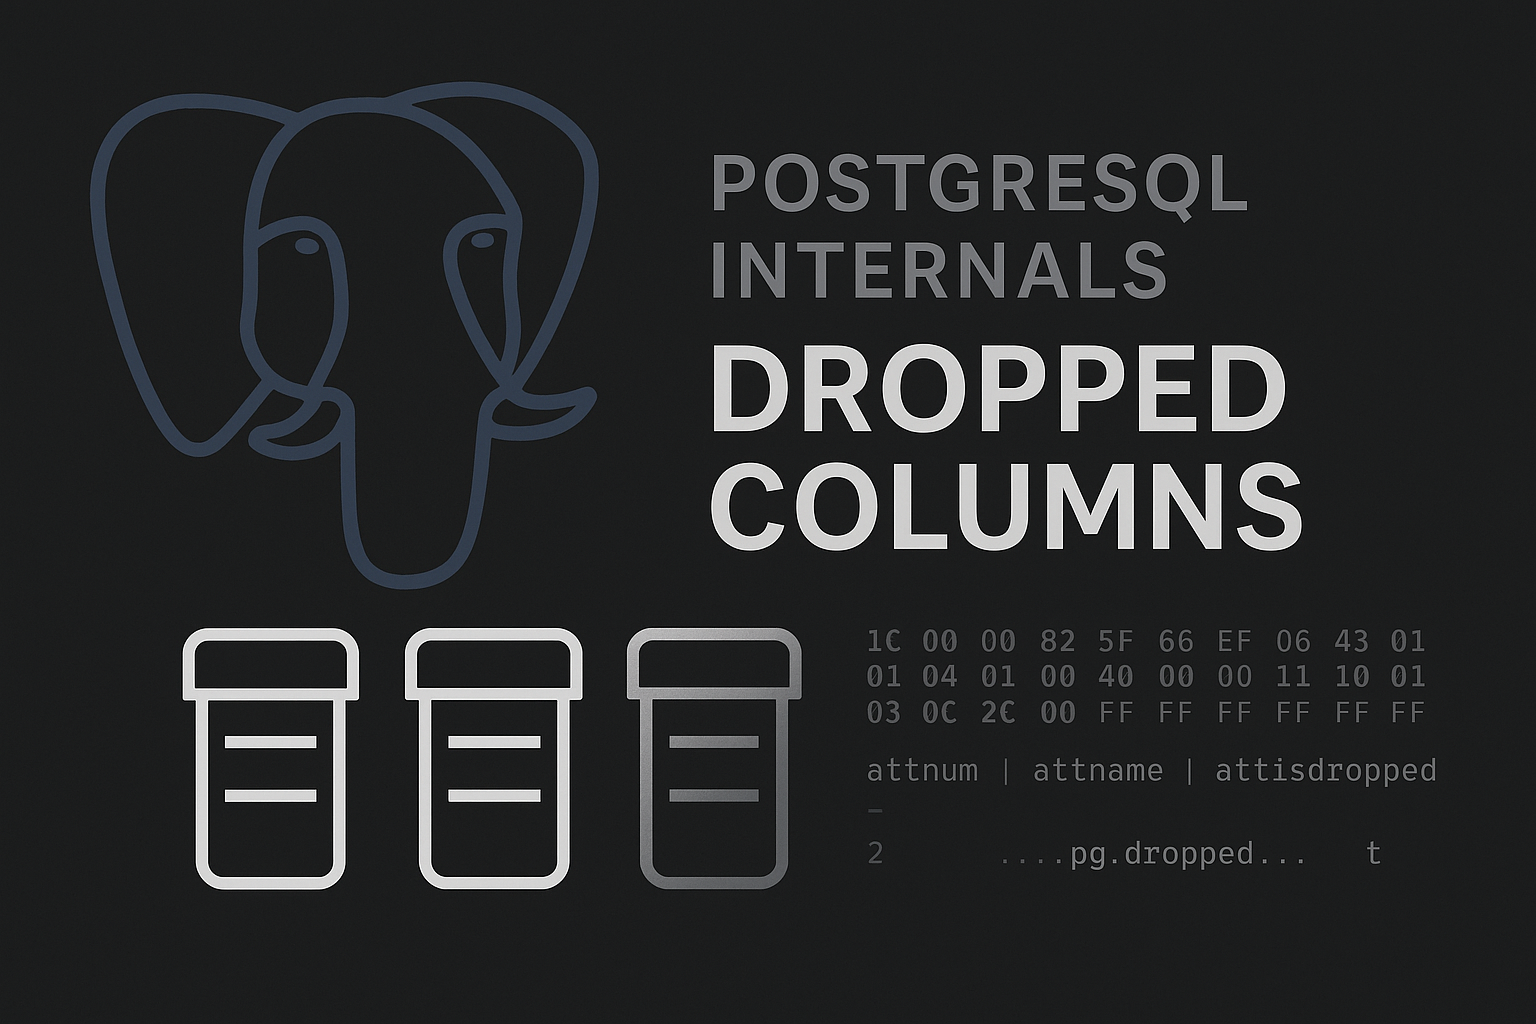 POSTGRESQL
INTERNALS
DROPPED
COLUMNS
1C 00 00 82 5F 66 EF 06 43 01
01 04 01 00 40 00 00 11 10 01
03 0C 2C 00 FF FF FF FF FF FF
attnum | attname | attisdropped
–
2 ....pg.dropped... t